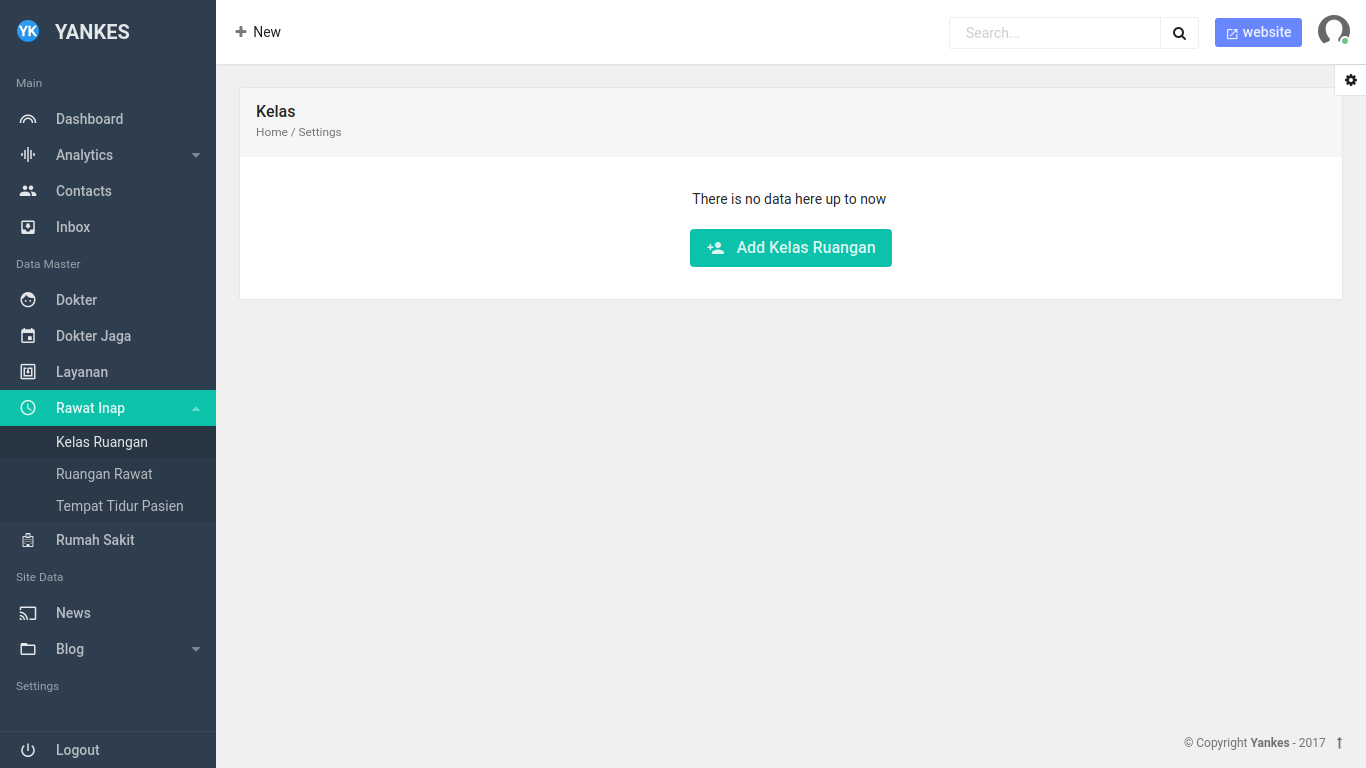 YK YANKES
Main
Dashboard
Analytics
Contacts
Inbox
Data Master
Dokter
Dokter Jaga
Layanan
Rawat Inap
Kelas Ruangan
Ruangan Rawat
Tempat Tidur Pasien
Rumah Sakit
Site Data
News
Blog
Settings
Logout
+ New
Search...
website
Kelas
Home / Settings
There is no data here up to now
Add Kelas Ruangan
© Copyright Yankes - 2017